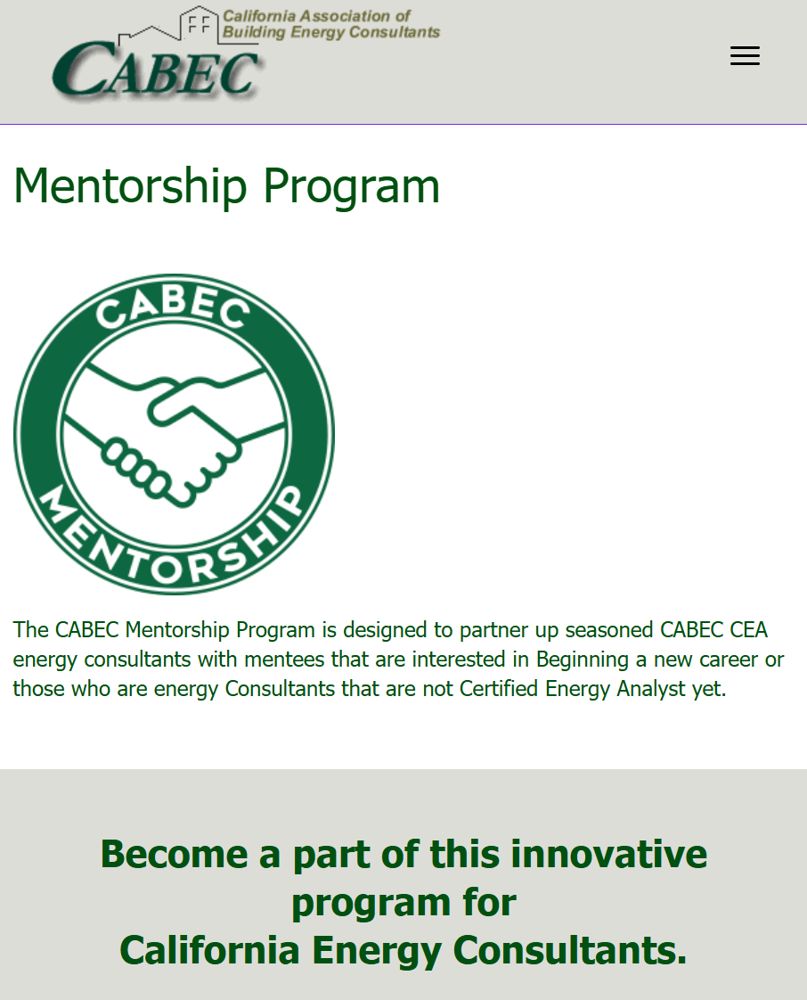 California Association of
Building Energy Consultants
CABEC
Mentorship Program
CABEC
MENTORSHIP
The CABEC Mentorship Program is designed to partner up seasoned CABEC CEA
energy consultants with mentees that are interested in Beginning a new career or
those who are energy Consultants that are not Certified Energy Analyst yet.
Become a part of this innovative
program for
California Energy Consultants.